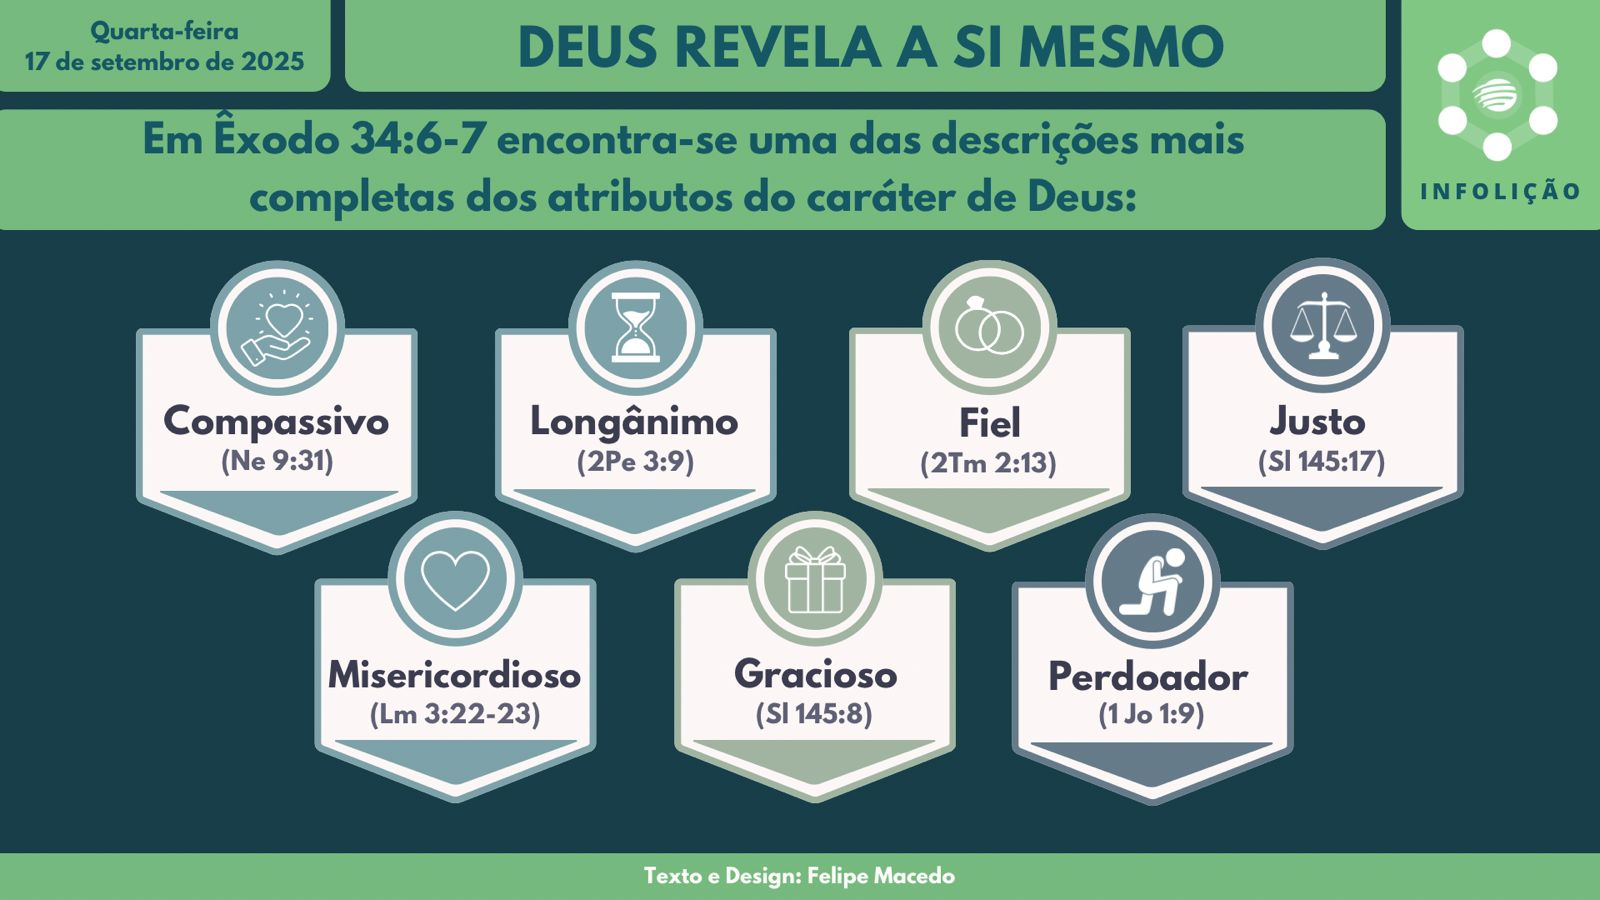 Quarta-feira
17 de setembro de 2025
DEUS REVELA A SI MESMO
INFOLIÇÃO
Em Êxodo 34:6-7 encontra-se uma das descrições mais
completas dos atributos do caráter de Deus:
Compassivo
(Ne 9:31)
Longânimo
(2Pe 3:9)
Fiel
(2Tm 2:13)
Justo
(Sl 145:17)
Misericordioso
(Lm 3:22-23)
Gracioso
(Sl 145:8)
Perdoador
(1 Jo 1:9)
Texto e Design: Felipe Macedo